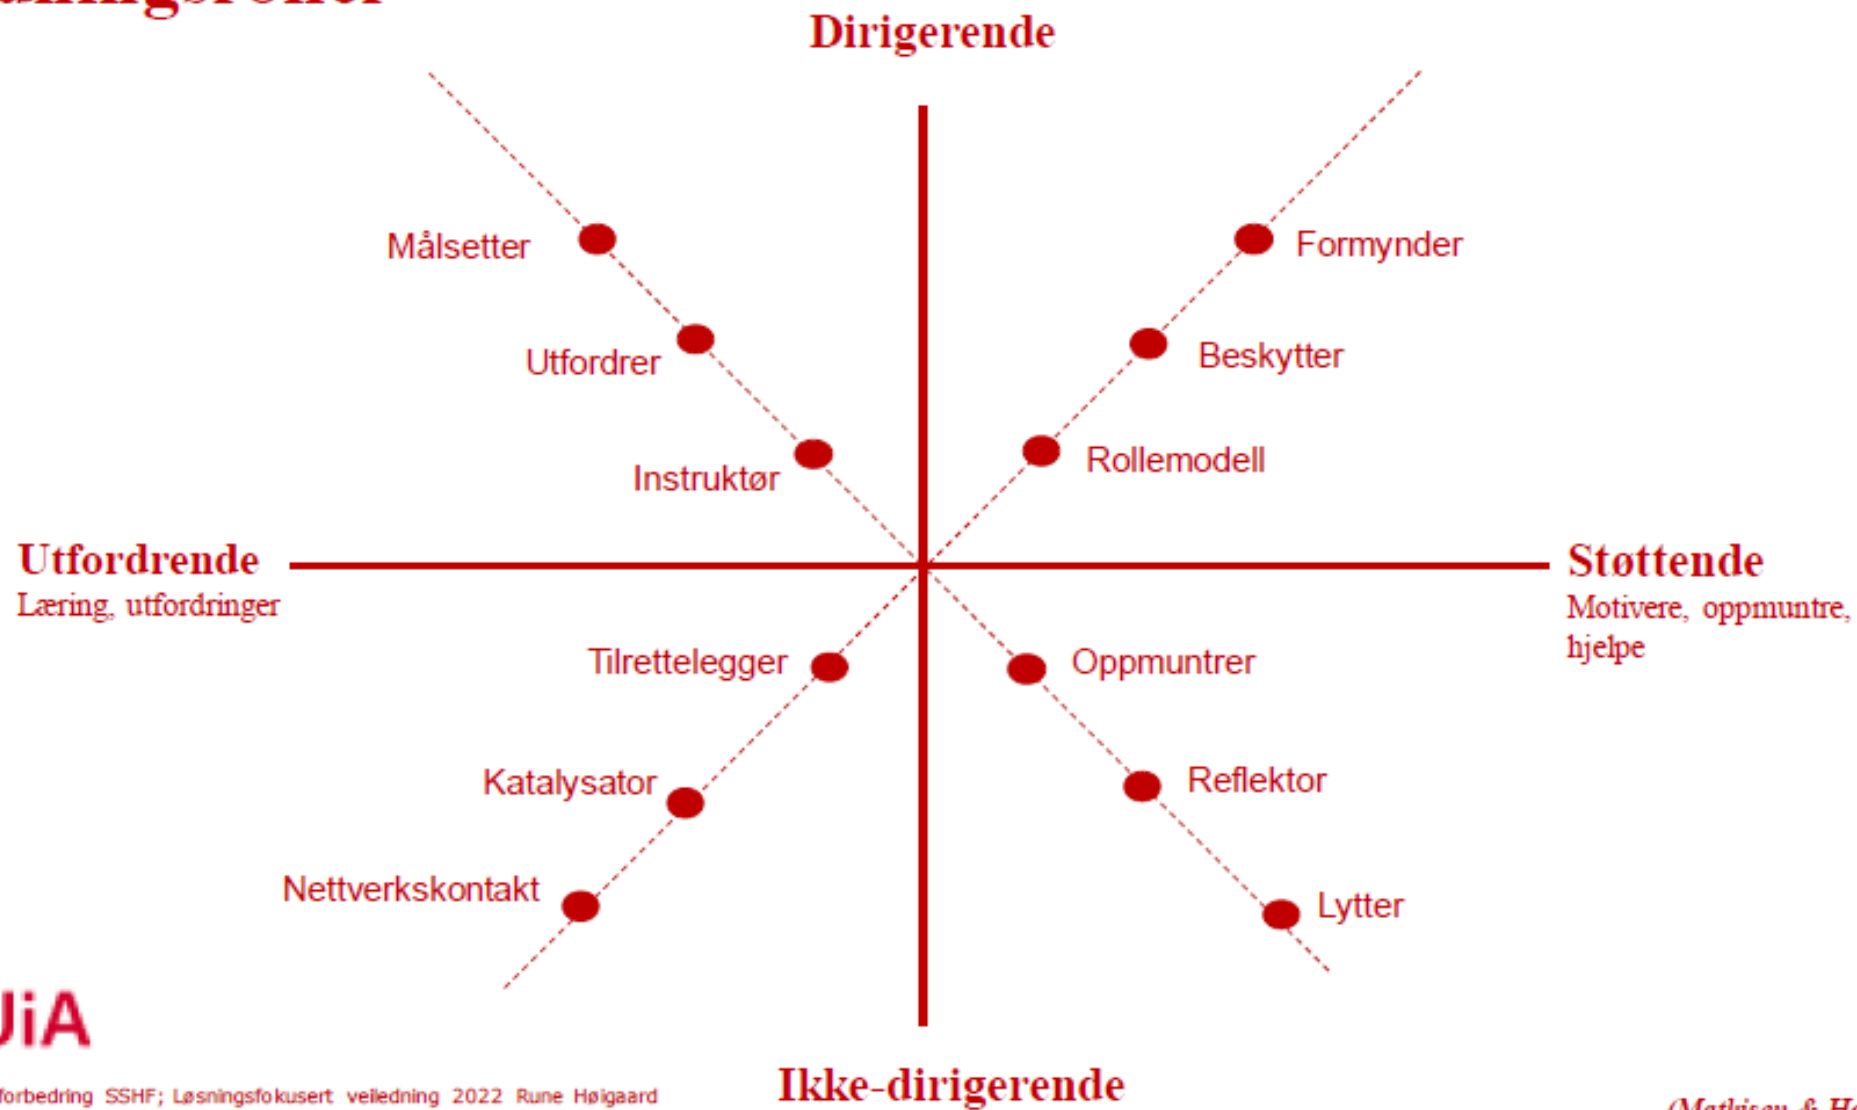 Dirigerende
Målsetter
Formynder
Utfordrer
Beskytter
Instruktør
Rollemodell
Utfordrende
Læring, utfordringer
Støttende
Motivere, oppmuntre,
hjelpe
Tilrettelegger
Oppmuntrer
Katalysator
Reflektor
Nettverkskontakt
Lytter
UiA
forbedring SSHF; Løsningsfokusert veiledning 2022 Rune Høigaard
Ikke-dirigerende